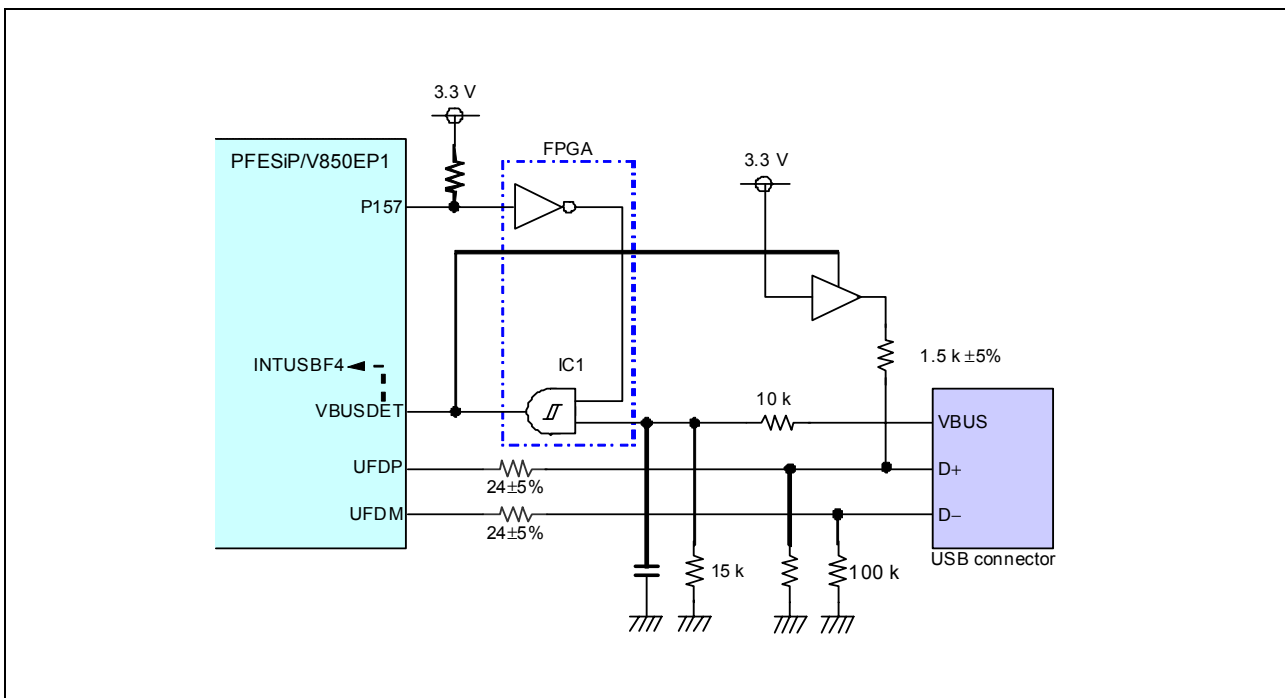 3.3 V
FPGA
PFESiP/V850EP1
3.3 V
P157
1.5 k ±5%
INTUSBF4
IC1
10 k
VBUSDET
VBUS
UFDP
24±5%
D+
UFDM
24±5%
D−
USB connector
15 k
100 k